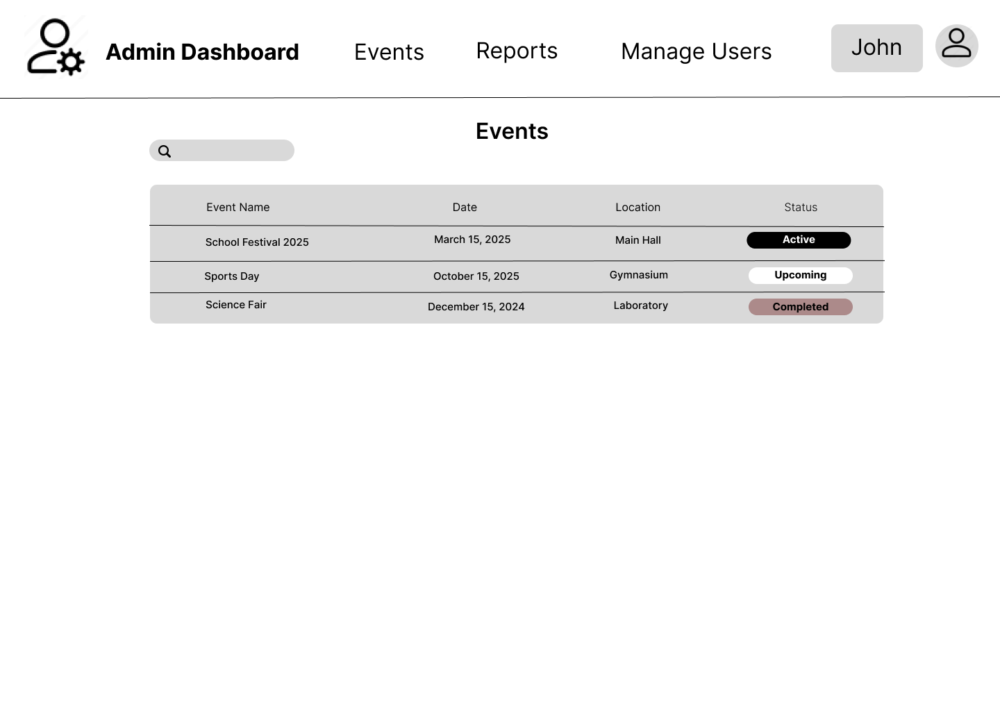 Admin Dashboard Events Reports Manage Users John
Events
Event Name Date Location Status
School Festival 2025 March 15, 2025 Main Hall Active
Sports Day October 15, 2025 Gymnasium Upcoming
Science Fair December 15, 2024 Laboratory Completed